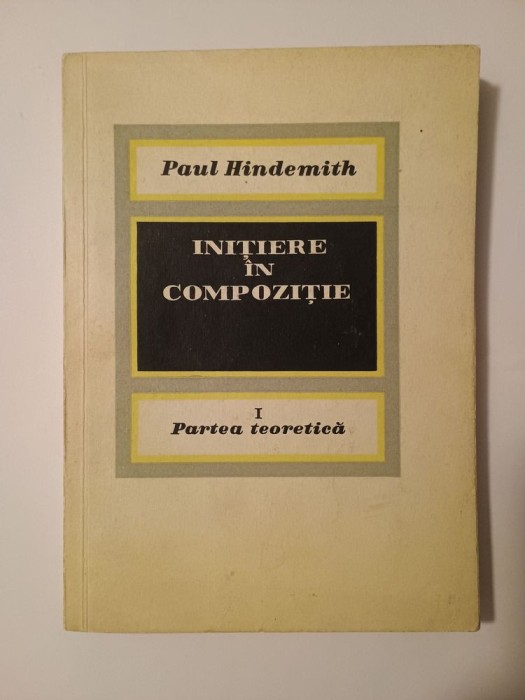 Paul Hindemith
INIȚIERE
ÎN
COMPOZIȚIE
I
Partea teoretică